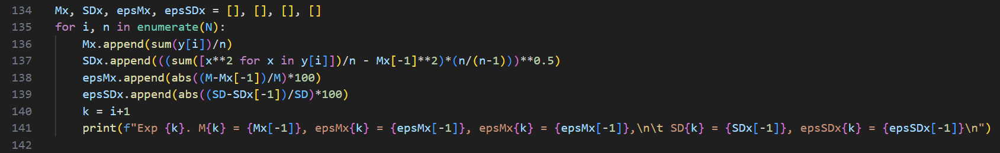 134 Mx, SDx, epsMx, epsSDx = [], [], [], []
135 for i, n in enumerate(N):
136     Mx.append(sum(y[i])/n)
137     SDx.append(((sum([x**2 for x in y[i]])/n - Mx[-1]**2)*(n/(n-1)))**0.5)
138     epsMx.append(abs((M-Mx[-1])/M)*100)
139     epsSDx.append(abs((SD-SDx[-1])/SD)*100)
140     k = i+1
141     print(f"Exp {k}. M{k} = {Mx[-1]}, epsMx{k} = {epsMx[-1]}, epsMx{k} = {epsMx[-1]},\n\t SD{k} = {SDx[-1]}, epsSDx{k} = {epsSDx[-1]}\n")
142